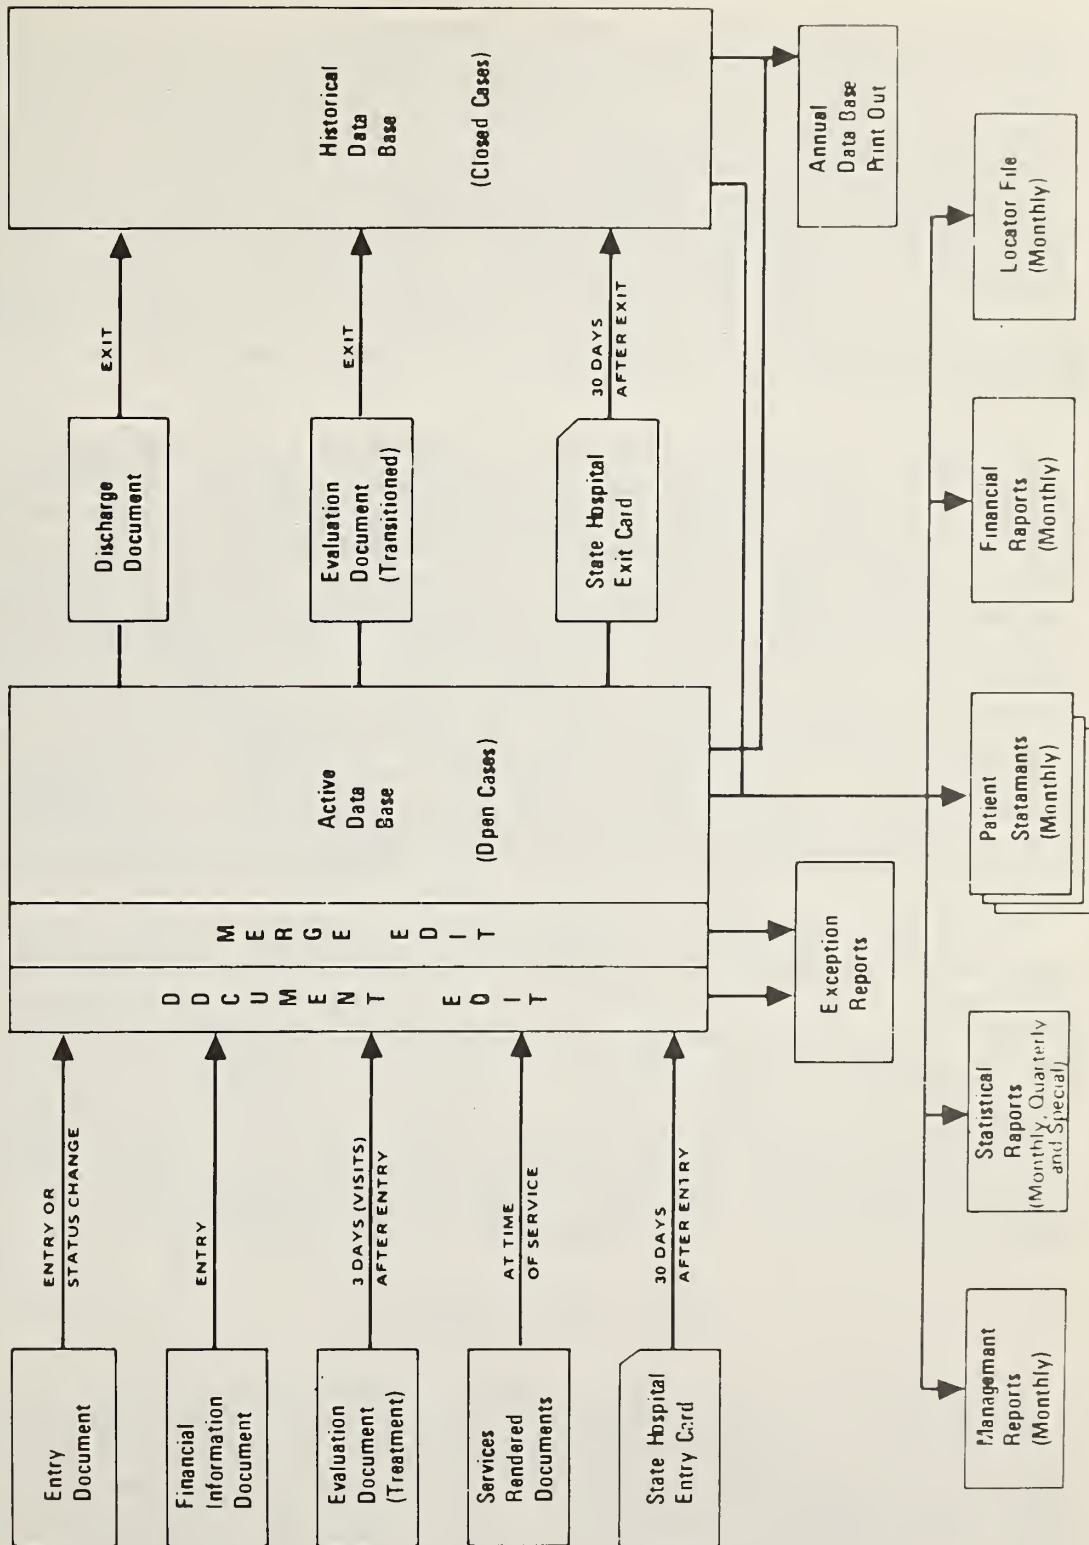 Entry
Document
Financial
Information
Document
Evaluation
Document
(Treatment)
Services
Rendered
Documents
State Hospital
Entry Card
ENTRY OR
STATUS CHANGE
ENTRY
3 DAYS (VISITS)
AFTER ENTRY
AT TIME
OF SERVICE
30 DAYS
AFTER ENTRY
DOCUMENT EDIT
MERGE EDIT
Active
Data
Base
(Open Cases)
Exception
Reports
Discharge
Document
Evaluation
Document
(Transitioned)
State Hospital
Exit Card
EXIT
EXIT
30 DAYS
AFTER EXIT
Historical
Data
Base
(Closed Cases)
Annual
Data Base
Print Out
Management
Reports
(Monthly)
Statistical
Raports
(Monthly, Quarterly
and Special)
Patient
Statamants
(Monthly)
Financial
Raports
(Monthly)
Locator File
(Monthly)